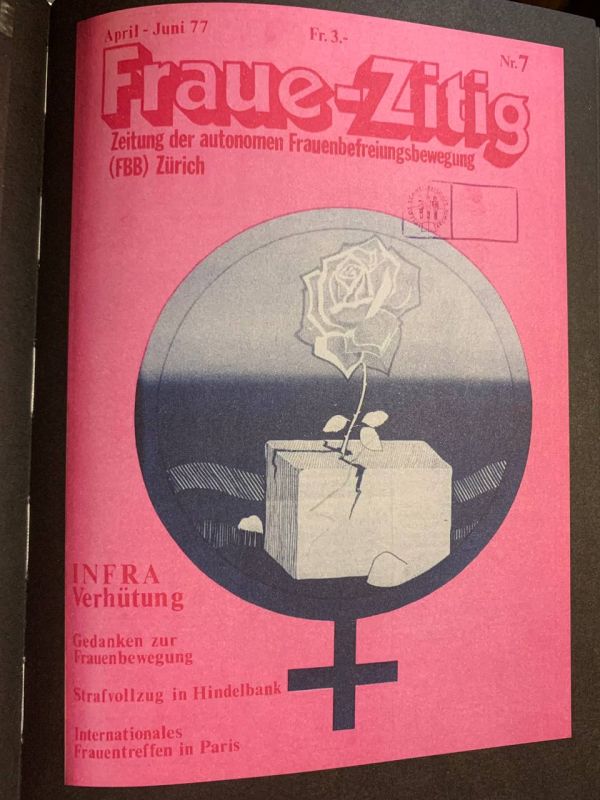 April - Juni 77
Fr. 3.-
Nr. 7
Fraue-Zitig
Zeitung der autonomen Frauenbefreiungsbewegung
(FBB) Zürich
INFRA
Verhütung
Gedanken zur
Frauenbewegung
Strafvollzug in Hindelbank
Internationales
Frauentreffen in Paris